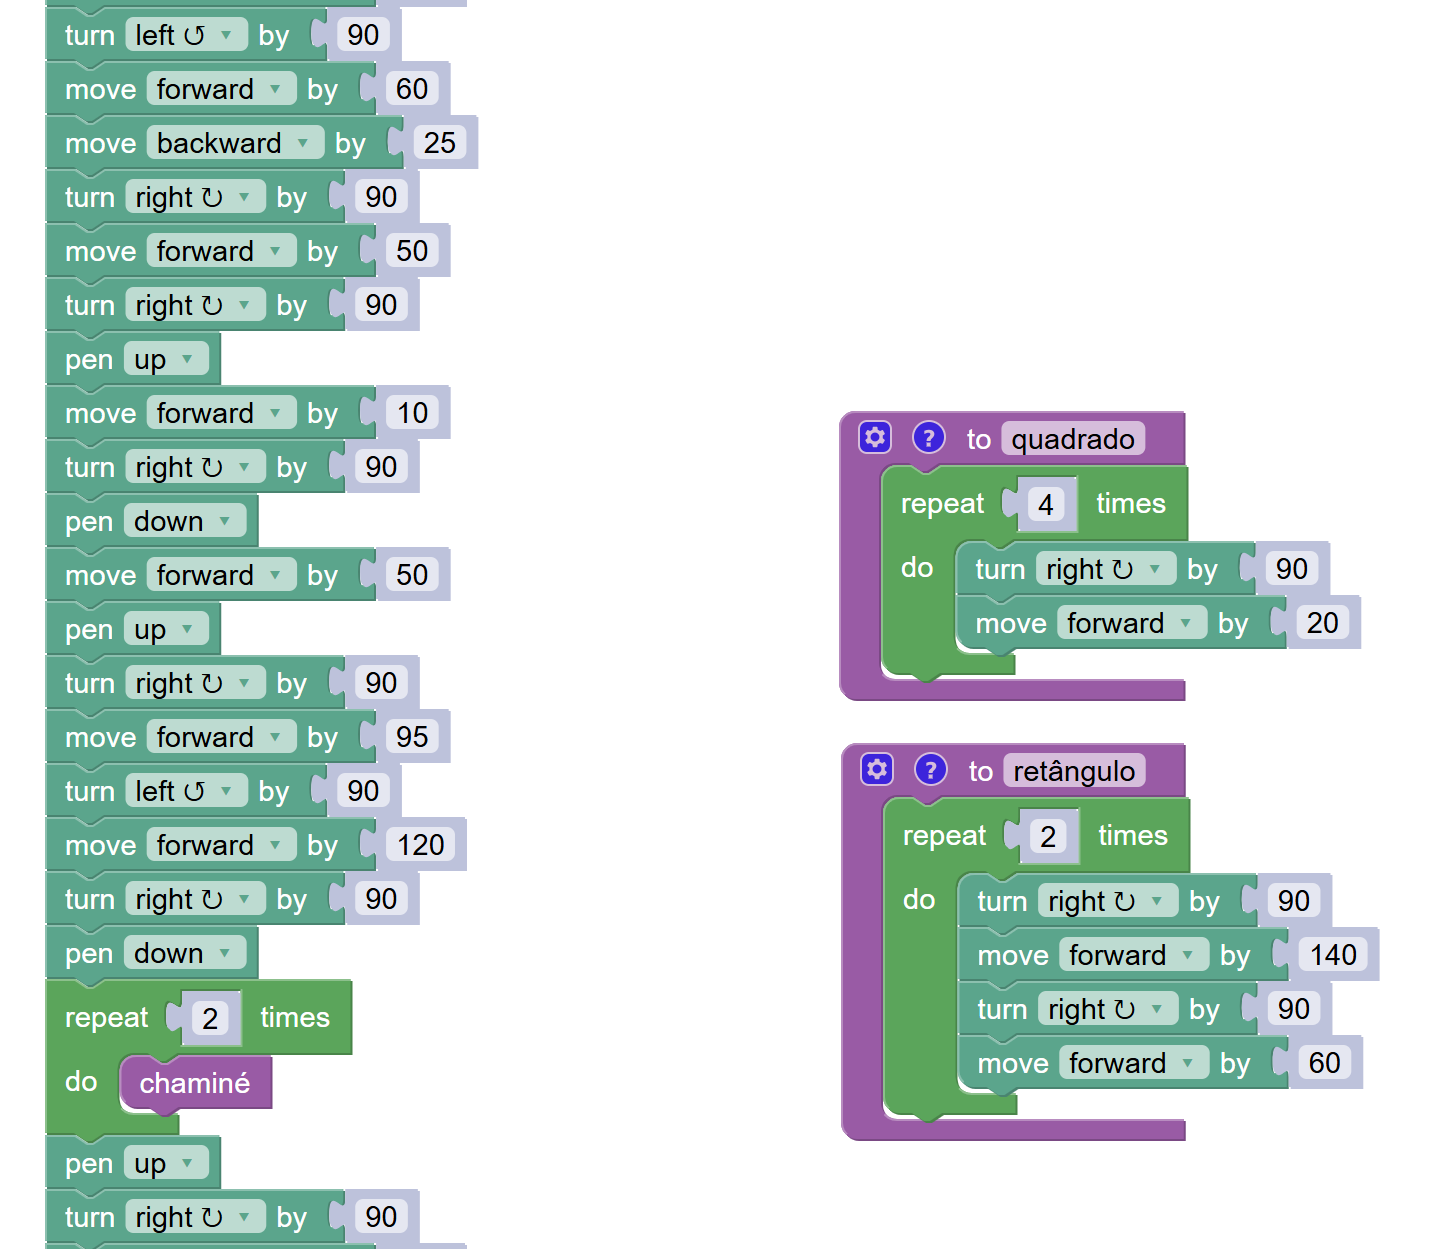 turn left ↺ ▼ by 90
move forward ▼ by 60
move backward ▼ by 25
turn right ↻ ▼ by 90
move forward ▼ by 50
turn right ↻ ▼ by 90
pen up ▼
move forward ▼ by 10
turn right ↻ ▼ by 90
pen down ▼
move forward ▼ by 50
pen up ▼
turn right ↻ ▼ by 90
move forward ▼ by 95
turn left ↺ ▼ by 90
move forward ▼ by 120
turn right ↻ ▼ by 90
pen down ▼
repeat 2 times
do chaminé
pen up ▼
turn right ↻ ▼ by 90
? to quadrado
repeat 4 times
do turn right ↻ ▼ by 90
move forward ▼ by 20
? to retângulo
repeat 2 times
do turn right ↻ ▼ by 90
move forward ▼ by 140
turn right ↻ ▼ by 90
move forward ▼ by 60